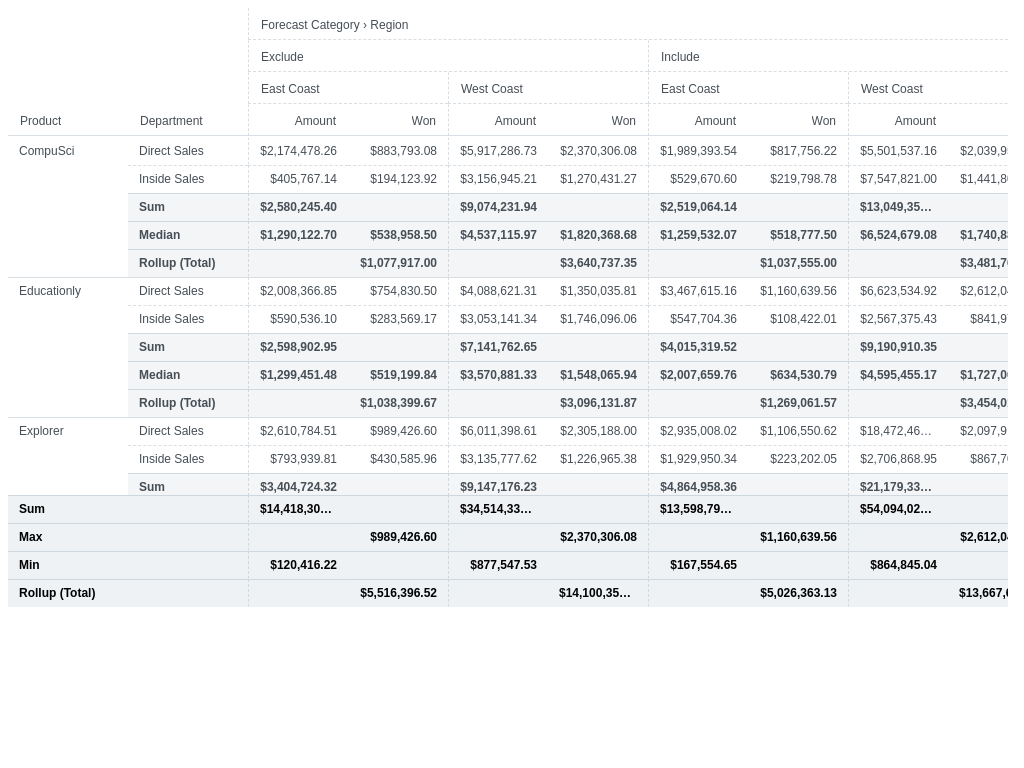 Forecast Category › Region
Exclude Include
East Coast West Coast East Coast West Coast
Product Department Amount Won Amount Won Amount Won Amount
CompuSci Direct Sales $2,174,478.26 $883,793.08 $5,917,286.73 $2,370,306.08 $1,989,393.54 $817,756.22 $5,501,537.16 $2,039,9
Inside Sales $405,767.14 $194,123.92 $3,156,945.21 $1,270,431.27 $529,670.60 $219,798.78 $7,547,821.00 $1,441,8
Sum $2,580,245.40 $9,074,231.94 $2,519,064.14 $13,049,35…
Median $1,290,122.70 $538,958.50 $4,537,115.97 $1,820,368.68 $1,259,532.07 $518,777.50 $6,524,679.08 $1,740,8
Rollup (Total) $1,077,917.00 $3,640,737.35 $1,037,555.00 $3,481,7
Educationly Direct Sales $2,008,366.85 $754,830.50 $4,088,621.31 $1,350,035.81 $3,467,615.16 $1,160,639.56 $6,623,534.92 $2,612,0
Inside Sales $590,536.10 $283,569.17 $3,053,141.34 $1,746,096.06 $547,704.36 $108,422.01 $2,567,375.43 $841,9
Sum $2,598,902.95 $7,141,762.65 $4,015,319.52 $9,190,910.35
Median $1,299,451.48 $519,199.84 $3,570,881.33 $1,548,065.94 $2,007,659.76 $634,530.79 $4,595,455.17 $1,727,0
Rollup (Total) $1,038,399.67 $3,096,131.87 $1,269,061.57 $3,454,0
Explorer Direct Sales $2,610,784.51 $989,426.60 $6,011,398.61 $2,305,188.00 $2,935,008.02 $1,106,550.62 $18,472,46… $2,097,9
Inside Sales $793,939.81 $430,585.96 $3,135,777.62 $1,226,965.38 $1,929,950.34 $223,202.05 $2,706,868.95 $867,7
Sum $3,404,724.32 $9,147,176.23 $4,864,958.36 $21,179,33…
Sum $14,418,30… $34,514,33… $13,598,79… $54,094,02…
Max $989,426.60 $2,370,306.08 $1,160,639.56 $2,612,0
Min $120,416.22 $877,547.53 $167,554.65 $864,845.04
Rollup (Total) $5,516,396.52 $14,100,35… $5,026,363.13 $13,667,